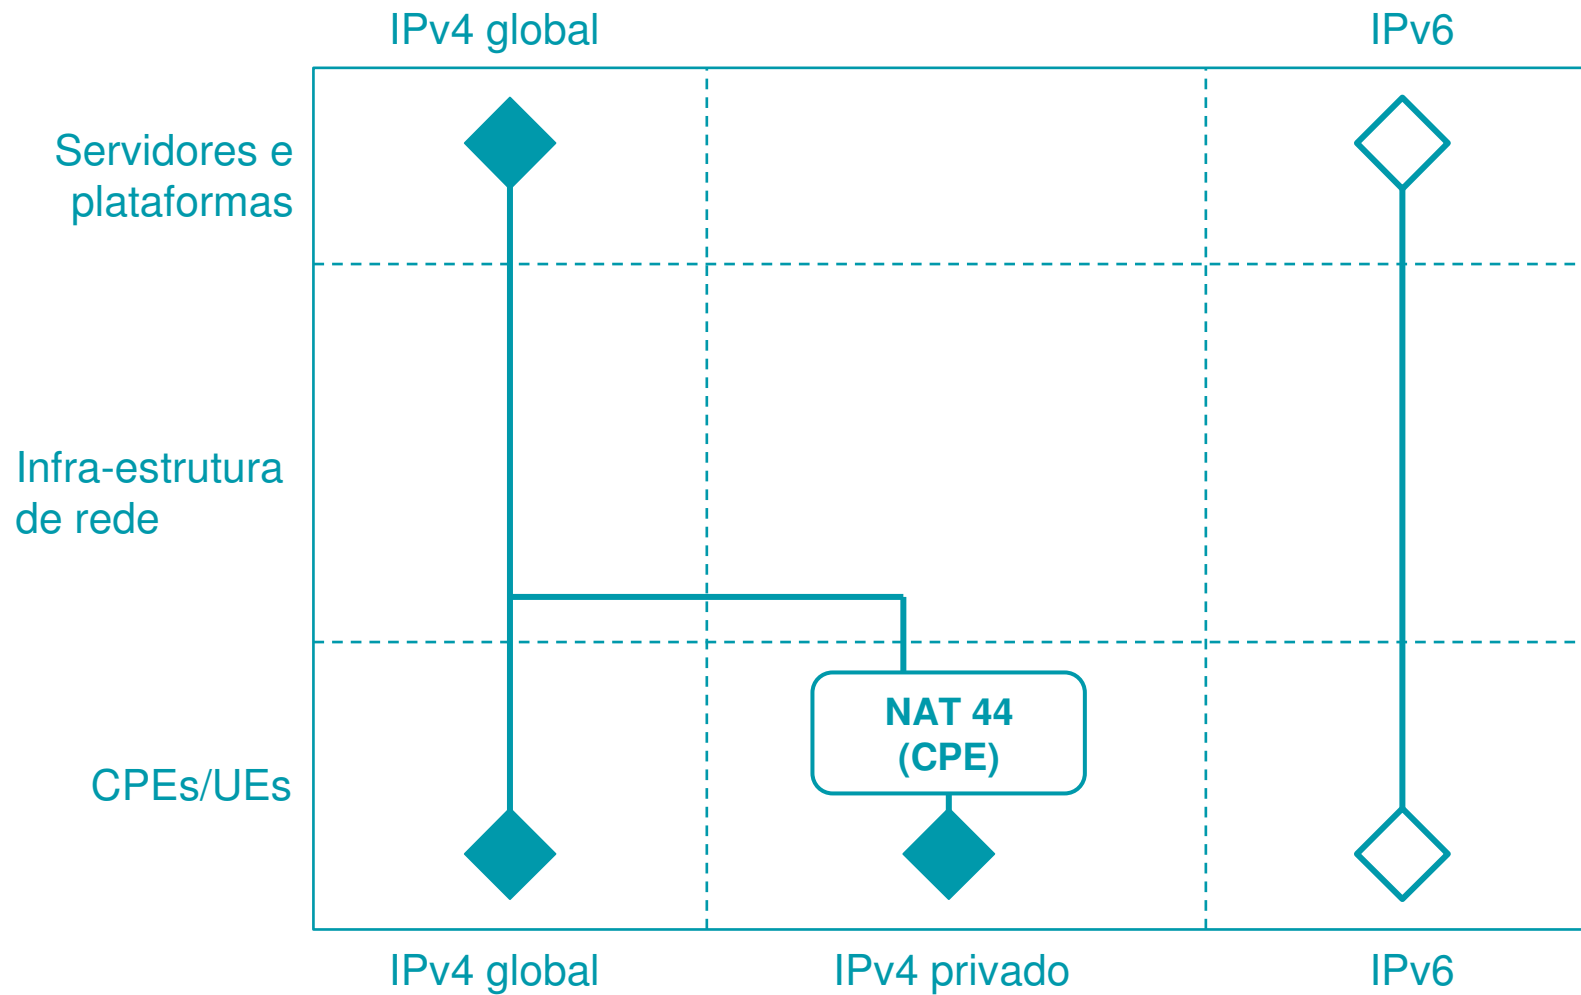 IPv4 global
IPv6
Servidores e
plataformas
Infra-estrutura
de rede
NAT 44
(CPE)
CPEs/UEs
IPv4 global
IPv4 privado
IPv6